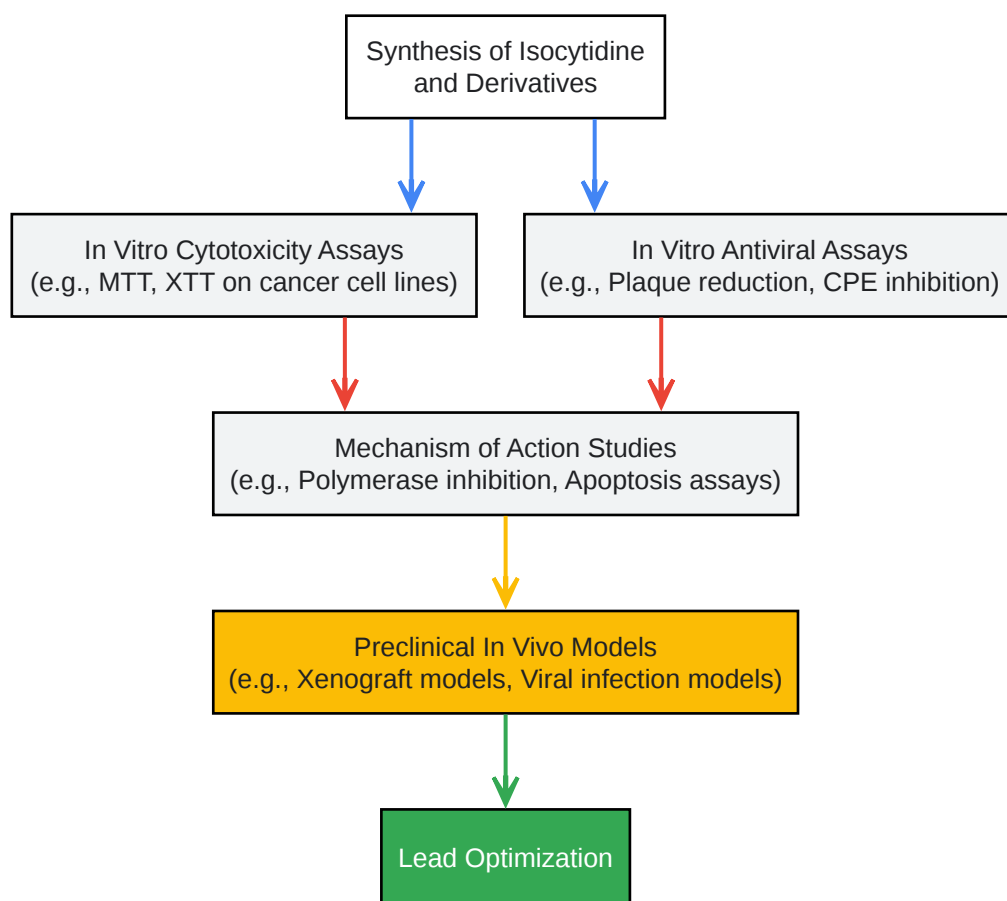 Synthesis of Isocytidine
and Derivatives
In Vitro Cytotoxicity Assays
(e.g., MTT, XTT on cancer cell lines)
In Vitro Antiviral Assays
(e.g., Plaque reduction, CPE inhibition)
Mechanism of Action Studies
(e.g., Polymerase inhibition, Apoptosis assays)
Preclinical In Vivo Models
(e.g., Xenograft models, Viral infection models)
Lead Optimization